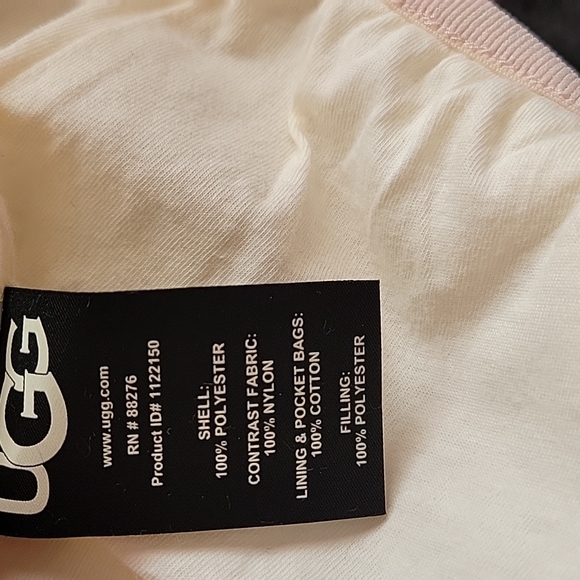 UGG
www.ugg.com
RN # 88276
Product ID# 1122150
SHELL:
100% POLYESTER
CONTRAST FABRIC:
100% NYLON
LINING & POCKET BAGS:
100% COTTON
FILLING:
100% POLYESTER